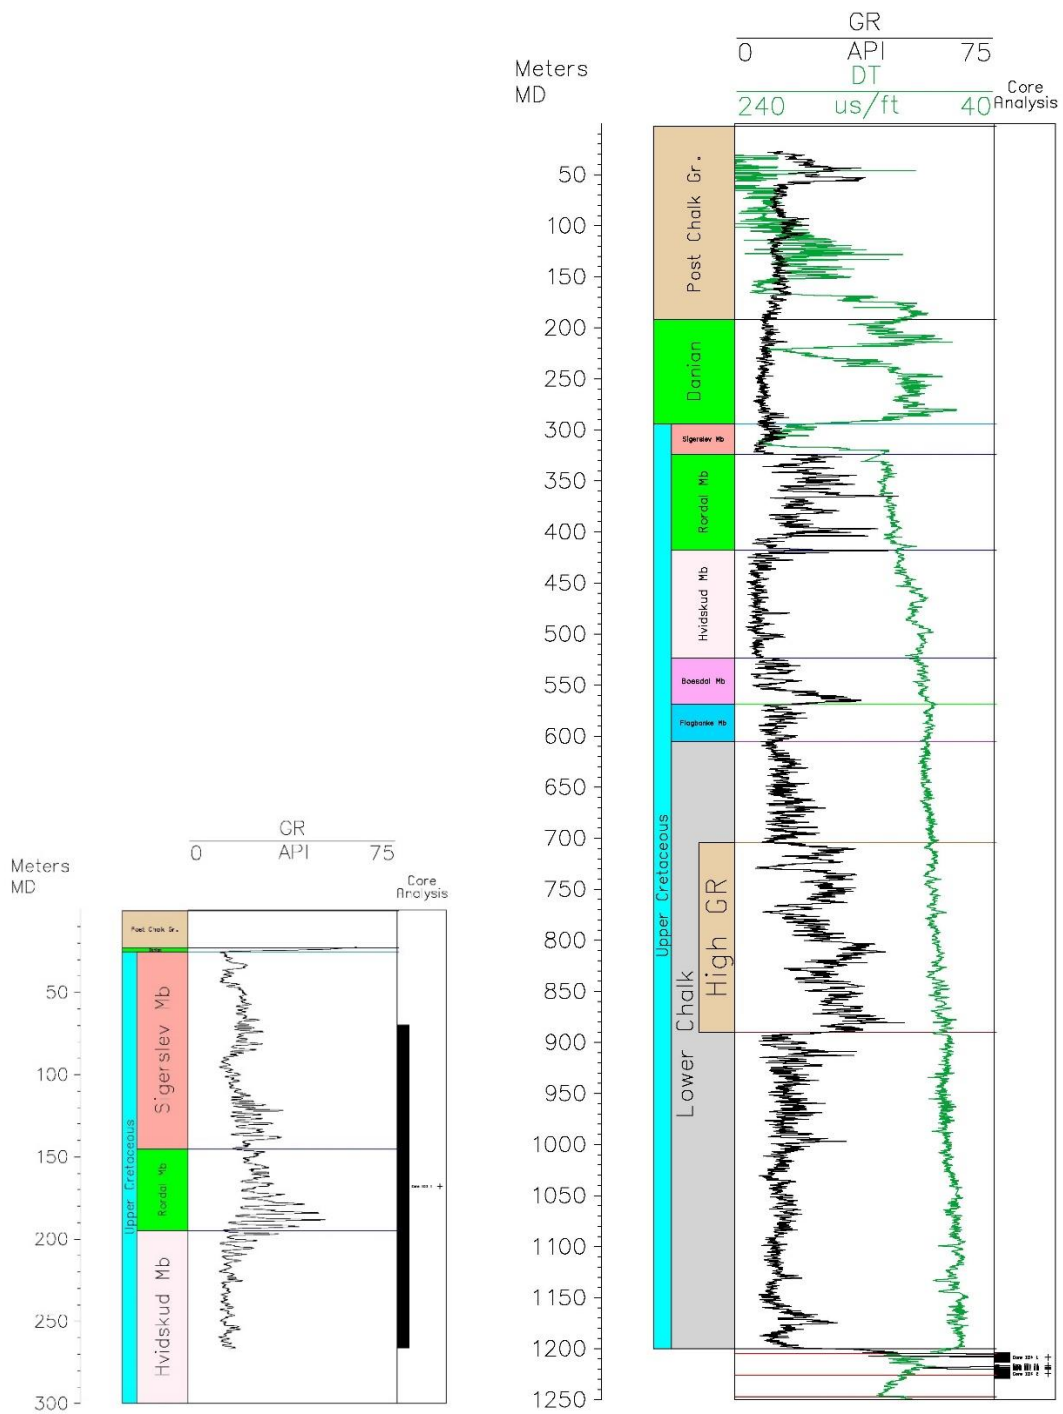 GR
0 API 75
DT
240 us/ft 40
Meters
MD
Core
Analysis
50
100
150
200
250
300
350
400
450
500
550
600
650
700
750
800
850
900
950
1000
1050
1100
1150
1200
1250
Post Chalk Gr.
Danian
Sigerslev Mb
Rørdal Mb
Hvidskud Mb
Boesdal Mb
Flagbanke Mb
Upper Cretaceous
Lower Chalk
High GR
GR
0 API 75
Meters
MD
Core
Analysis
50
100
150
200
250
300
Post Chalk Gr.
Sigerslev Mb
Rørdal Mb
Hvidskud Mb
Upper Cretaceous